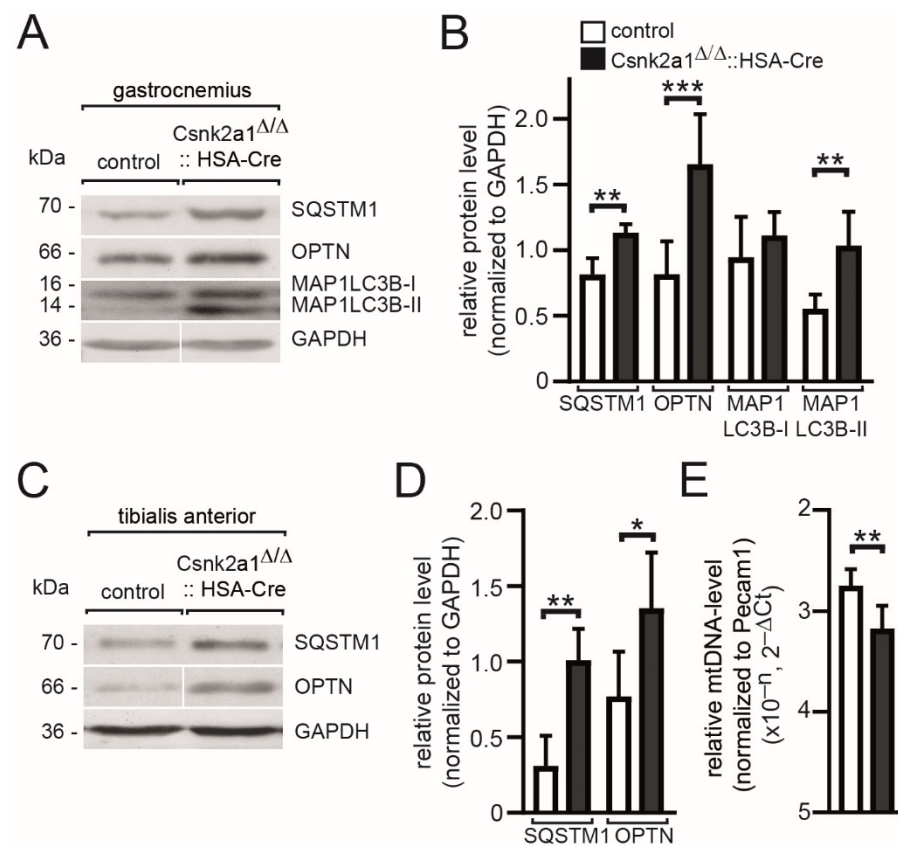 A
gastrocnemius
kDa
control
Csnk2a1Δ/Δ
:: HSA-Cre
70 -
SQSTM1
66 -
OPTN
16 -
MAP1LC3B-I
14 -
MAP1LC3B-II
36 -
GAPDH
B
control
Csnk2a1Δ/Δ::HSA-Cre
relative protein level
(normalized to GAPDH)
2.0
1.5
1.0
0.5
0
**
***
**
SQSTM1
OPTN
MAP1
LC3B-I
MAP1
LC3B-II
C
tibialis anterior
kDa
control
Csnk2a1Δ/Δ
:: HSA-Cre
70 -
SQSTM1
66 -
OPTN
36 -
GAPDH
D
relative protein level
(normalized to GAPDH)
2.0
1.5
1.0
0.5
0
**
*
SQSTM1
OPTN
E
relative mtDNA-level
(normalized to Pecam1)
(x10–n, 2–ΔCt)
2
3
4
5
**